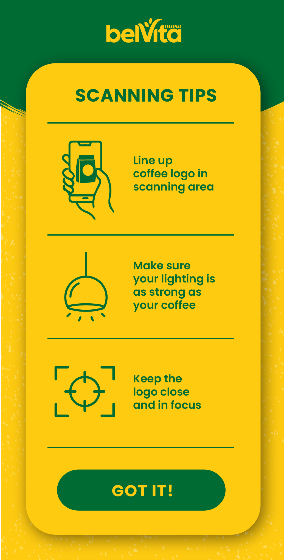 belVita
SCANNING TIPS
Line up
coffee logo in
scanning area
Make sure
your lighting is
as strong as
your coffee
Keep the
logo close
and in focus
GOT IT!